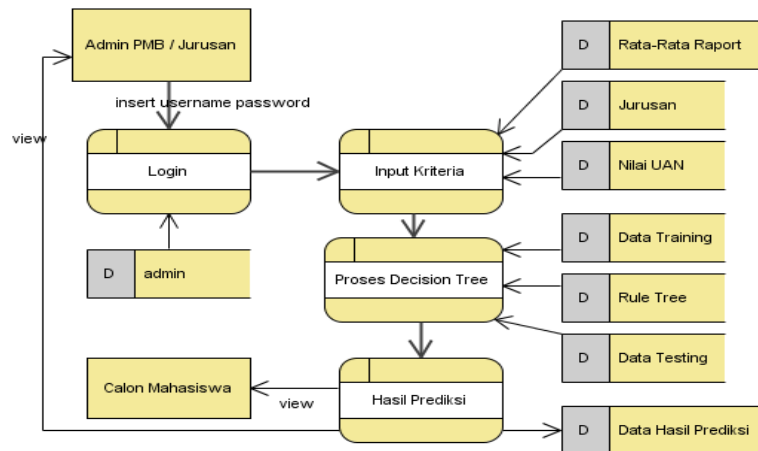 Admin PMB / Jurusan
D
Rata-Rata Raport
insert username password
D
Jurusan
view
Login
Input Kriteria
D
Nilai UAN
D
admin
Proses Decision Tree
D
Data Training
D
Rule Tree
D
Data Testing
Calon Mahasiswa
view
Hasil Prediksi
D
Data Hasil Prediksi